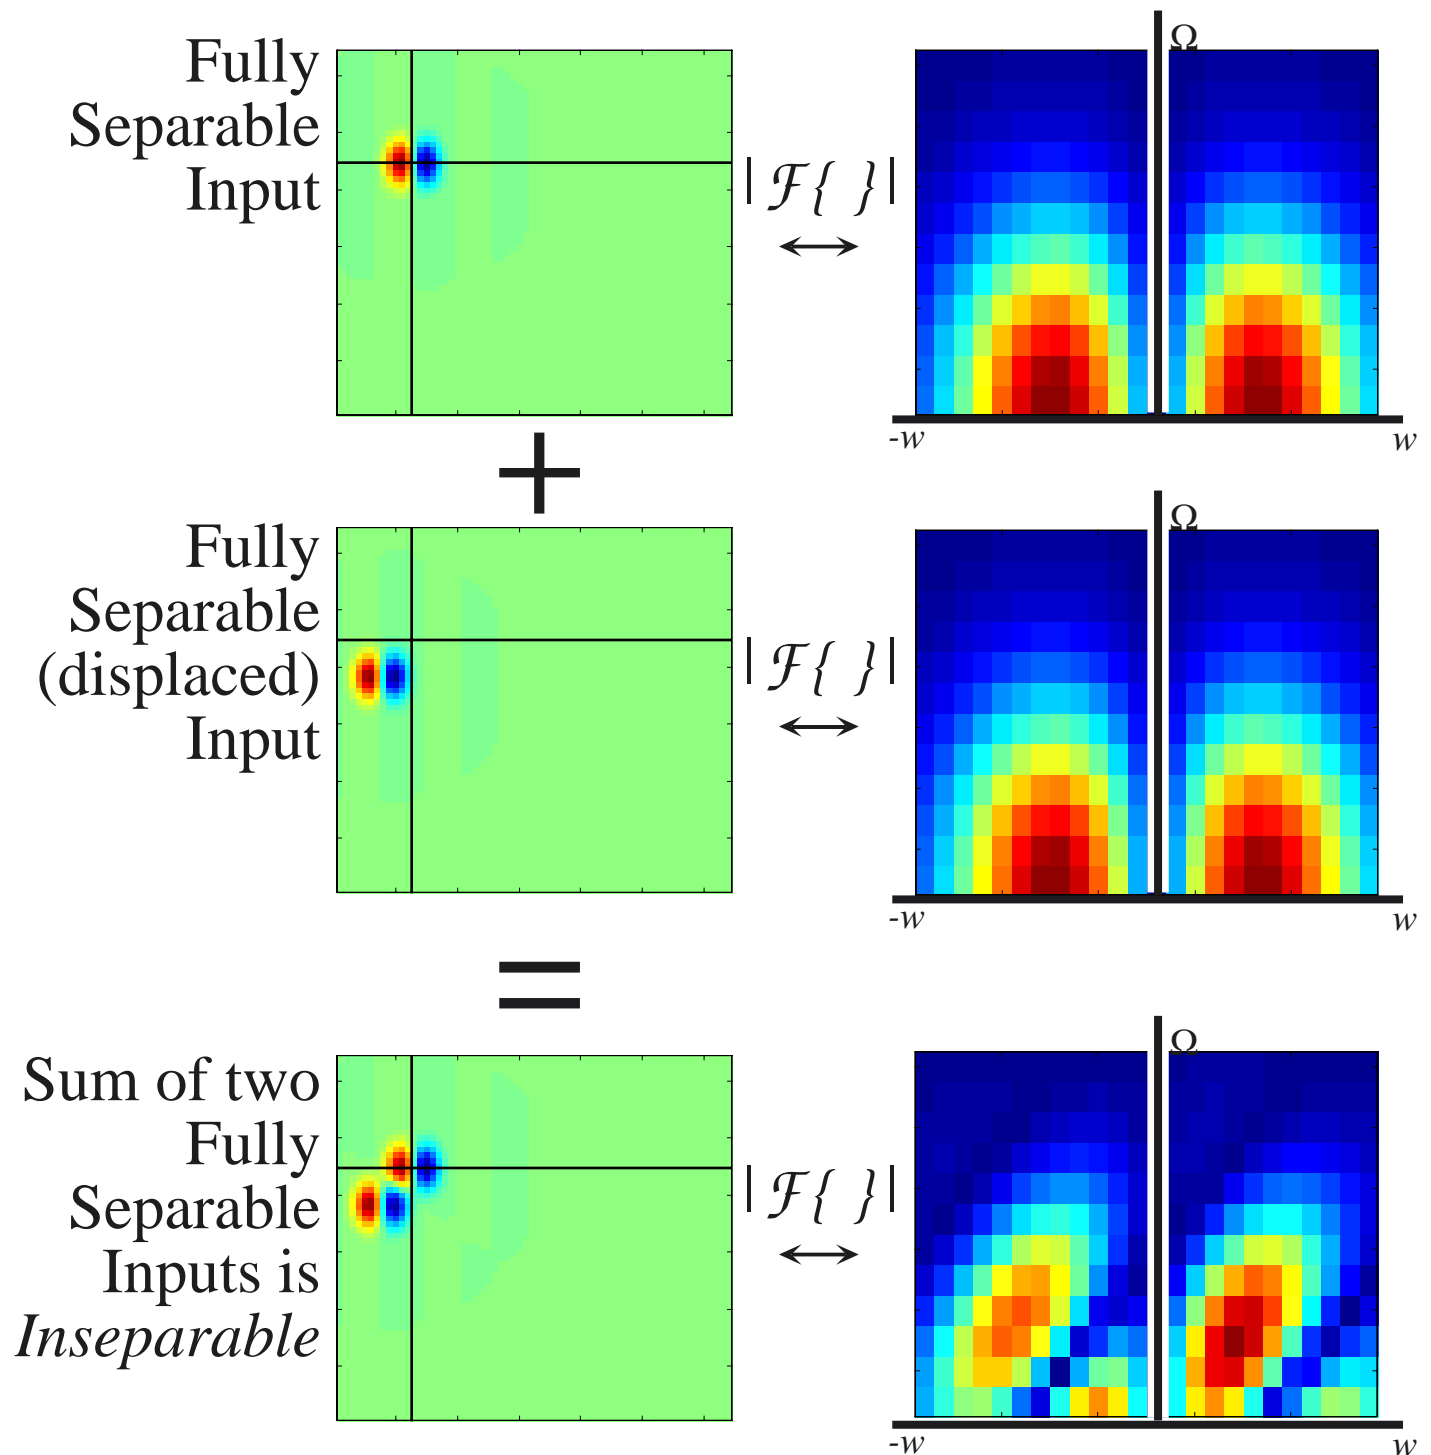 Fully
Separable
Input
| ℱ{ } |
Ω
-w
w
+
Fully
Separable
(displaced)
Input
| ℱ{ } |
Ω
-w
w
=
Sum of two
Fully
Separable
Inputs is
Inseparable
| ℱ{ } |
Ω
-w
w